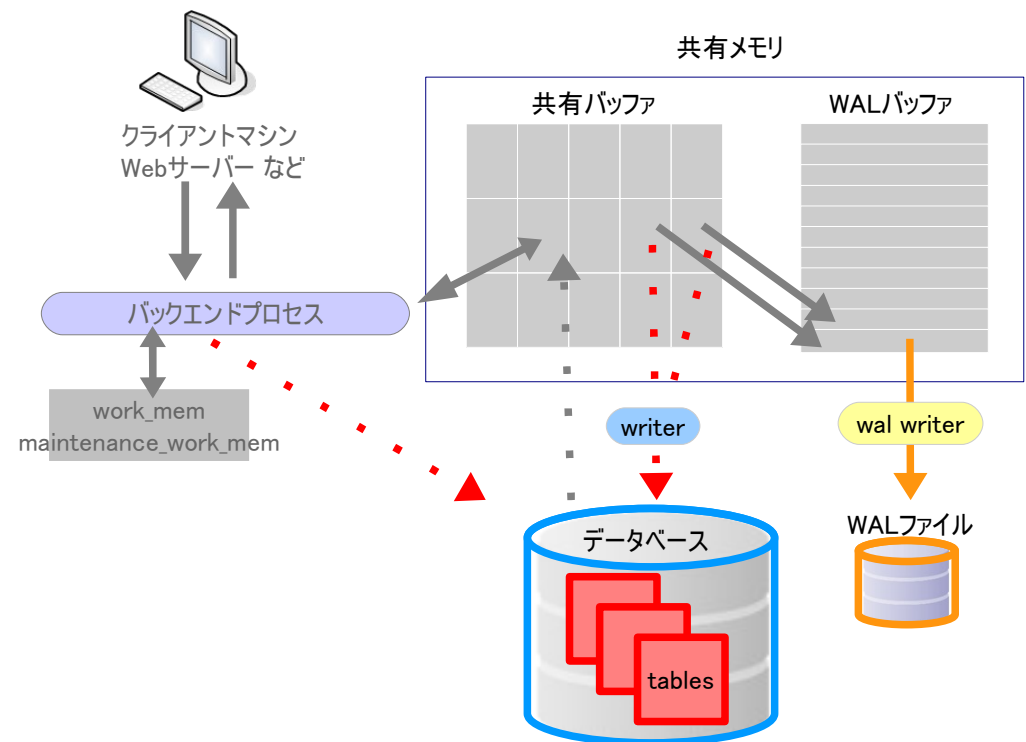 共有メモリ
共有バッファ
WALバッファ
クライアントマシン
Webサーバー など
バックエンドプロセス
work_mem
maintenance_work_mem
writer
wal writer
WALファイル
データベース
tables